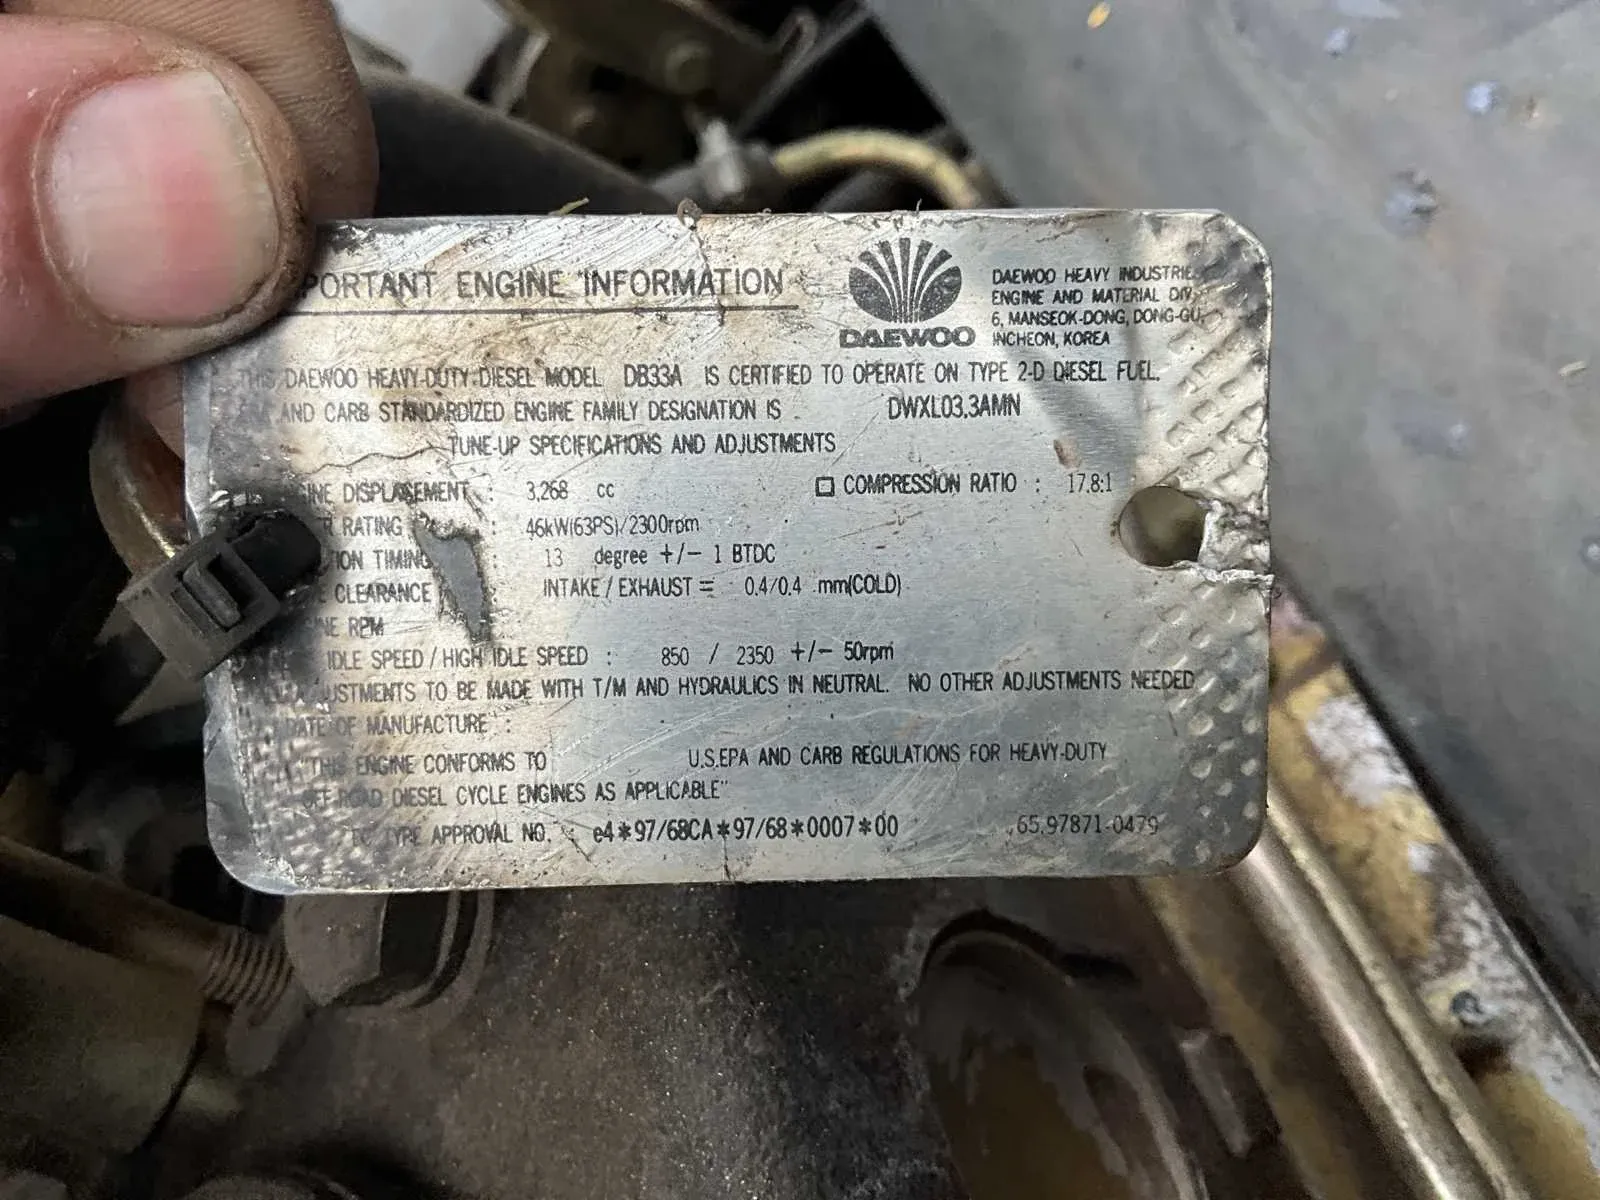 PORTANT ENGINE INFORMATION
DAEWOO
DAEWOO HEAVY INDUSTRIE
ENGINE AND MATERIAL DIV.
6, MANSEOK-DONG, DONG-GU,
INCHEON, KOREA
THIS DAEWOO HEAVY-DUTY DIESEL MODEL DB33A IS CERTIFIED TO OPERATE ON TYPE 2-D DIESEL FUEL.
AND CARB STANDARDIZED ENGINE FAMILY DESIGNATION IS DWXL03.3AMN
TUNE-UP SPECIFICATIONS AND ADJUSTMENTS
INE DISPLACEMENT : 3,268 cc □ COMPRESSION RATIO : 17.8:1
R RATING : 46kW(63PS)/2300rpm
ION TIMING : 13 degree +/- 1 BTDC
E CLEARANCE : INTAKE / EXHAUST = 0.4/0.4 mm(COLD)
INE RPM
IDLE SPEED / HIGH IDLE SPEED : 850 / 2350 +/- 50rpm
USTMENTS TO BE MADE WITH T/M AND HYDRAULICS IN NEUTRAL. NO OTHER ADJUSTMENTS NEEDED
DATE OF MANUFACTURE :
"THIS ENGINE CONFORMS TO U.S.EPA AND CARB REGULATIONS FOR HEAVY-DUTY
OFF ROAD DIESEL CYCLE ENGINES AS APPLICABLE"
EC TYPE APPROVAL NO. : e4*97/68CA*97/68*0007*00 65.97871-0479